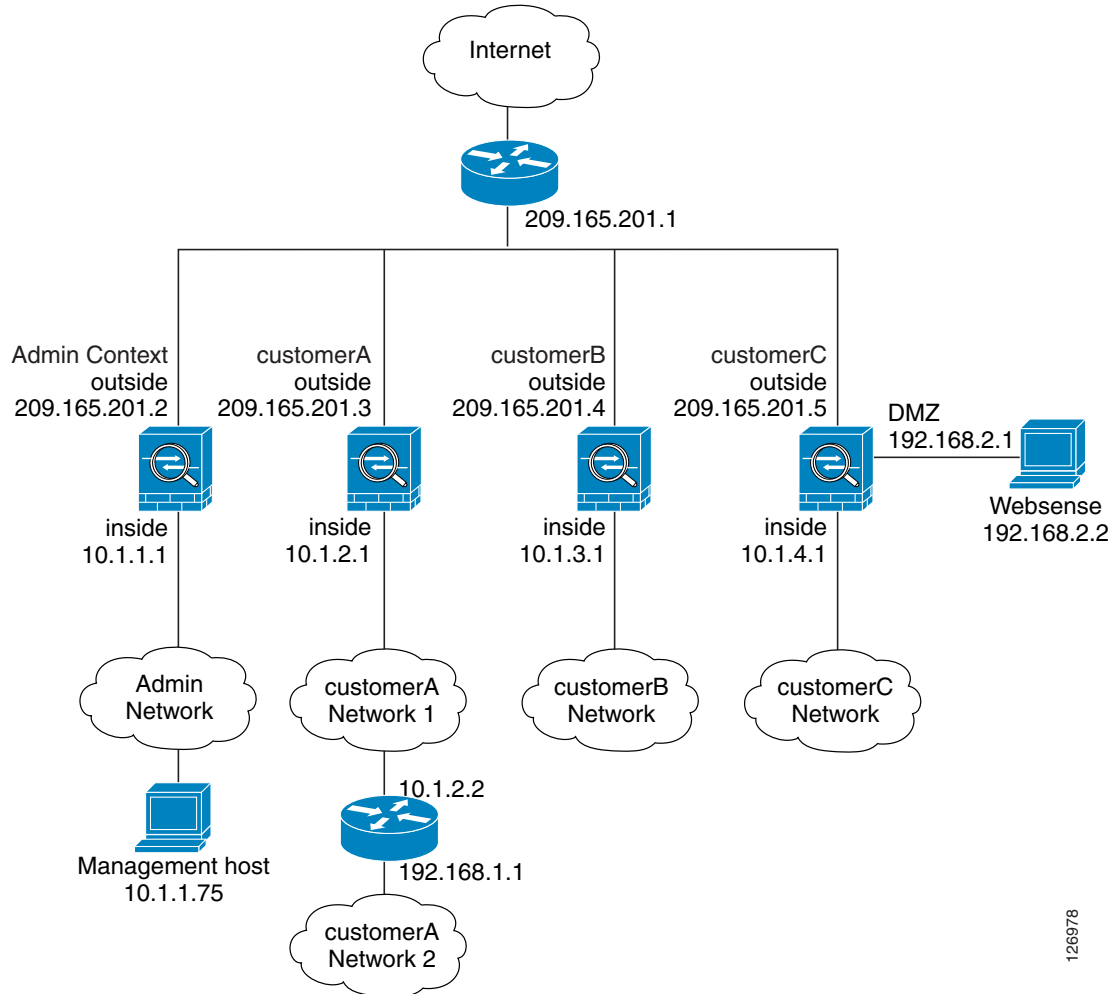 Internet
209.165.201.1
Admin Context
outside
209.165.201.2
customerA
outside
209.165.201.3
customerB
outside
209.165.201.4
customerC
outside
209.165.201.5
DMZ
192.168.2.1
Websense
192.168.2.2
inside
10.1.1.1
inside
10.1.2.1
inside
10.1.3.1
inside
10.1.4.1
Admin
Network
customerA
Network 1
customerB
Network
customerC
Network
10.1.2.2
Management host
10.1.1.75
192.168.1.1
customerA
Network 2
126978